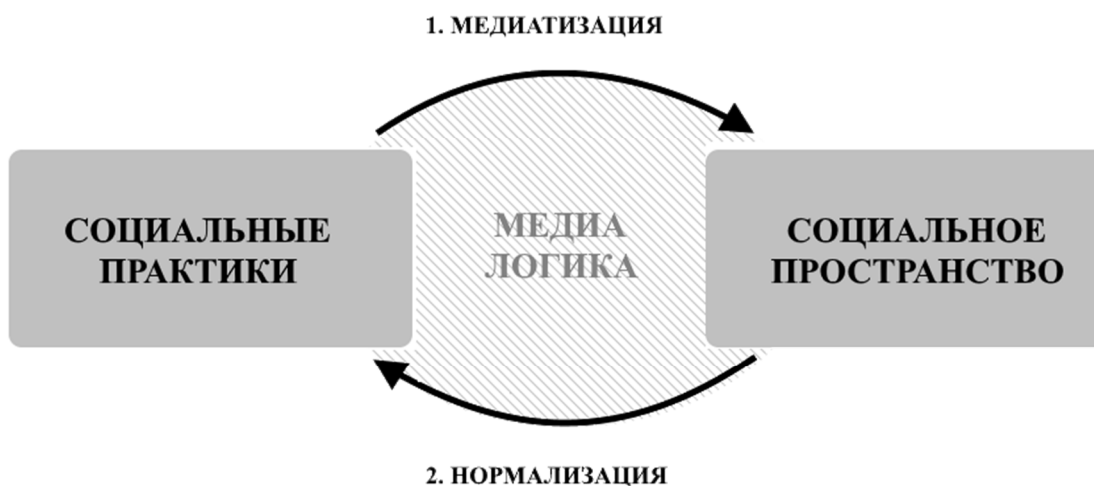 1. МЕДИАТИЗАЦИЯ
СОЦИАЛЬНЫЕ
ПРАКТИКИ
МЕДИА
ЛОГИКА
СОЦИАЛЬНОЕ
ПРОСТРАНСТВО
2. НОРМАЛИЗАЦИЯ